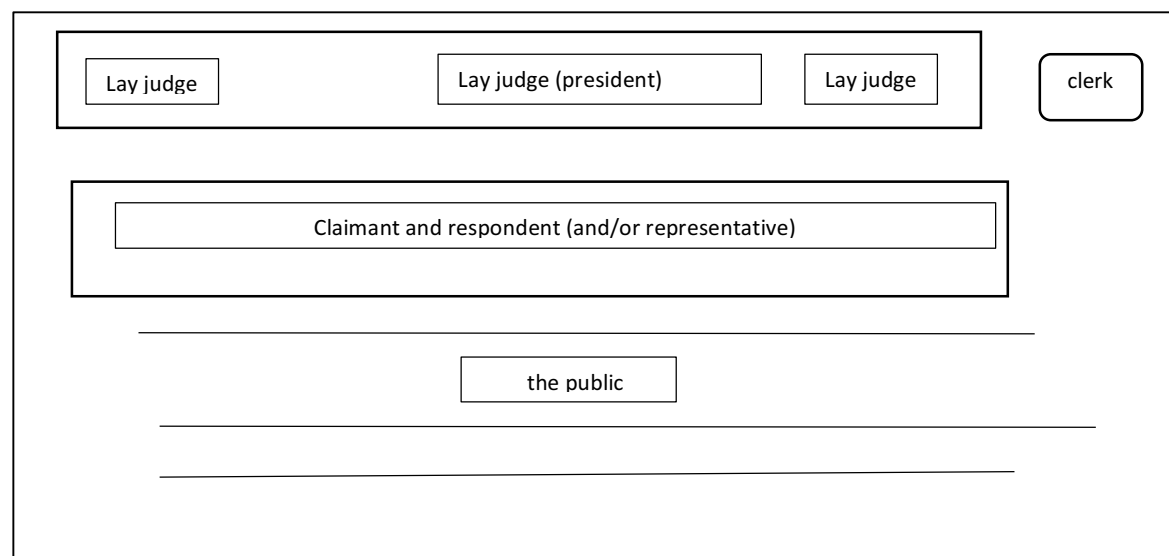 Lay judge
Lay judge (president)
Lay judge
clerk
Claimant and respondent (and/or representative)
the public